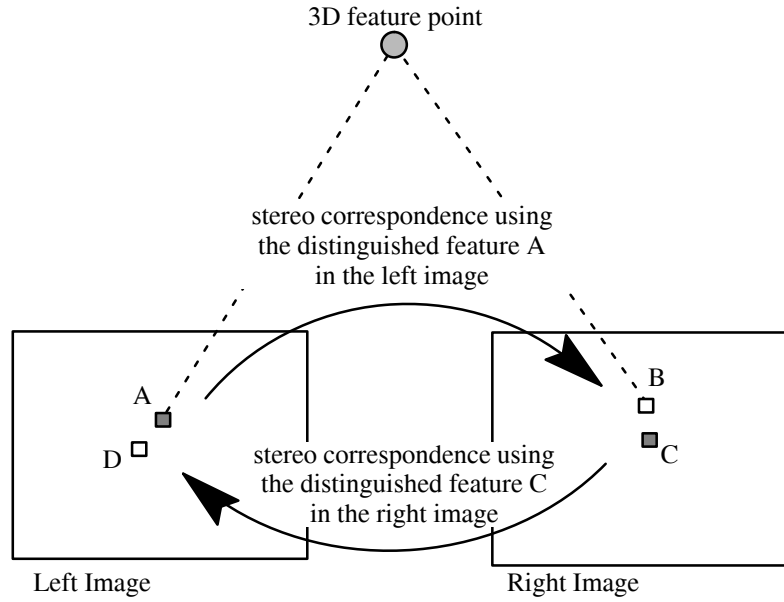 3D feature point
stereo correspondence using
the distinguished feature A
in the left image
A
B
D
C
stereo correspondence using
the distinguished feature C
in the right image
Left Image
Right Image